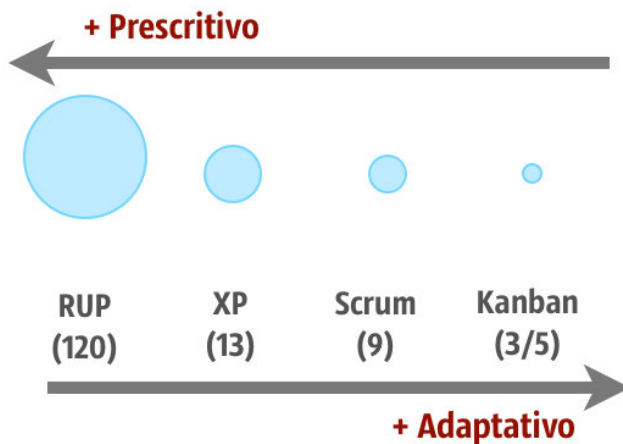 + Prescritivo
RUP
(120)
XP
(13)
Scrum
(9)
Kanban
(3/5)
+ Adaptativo